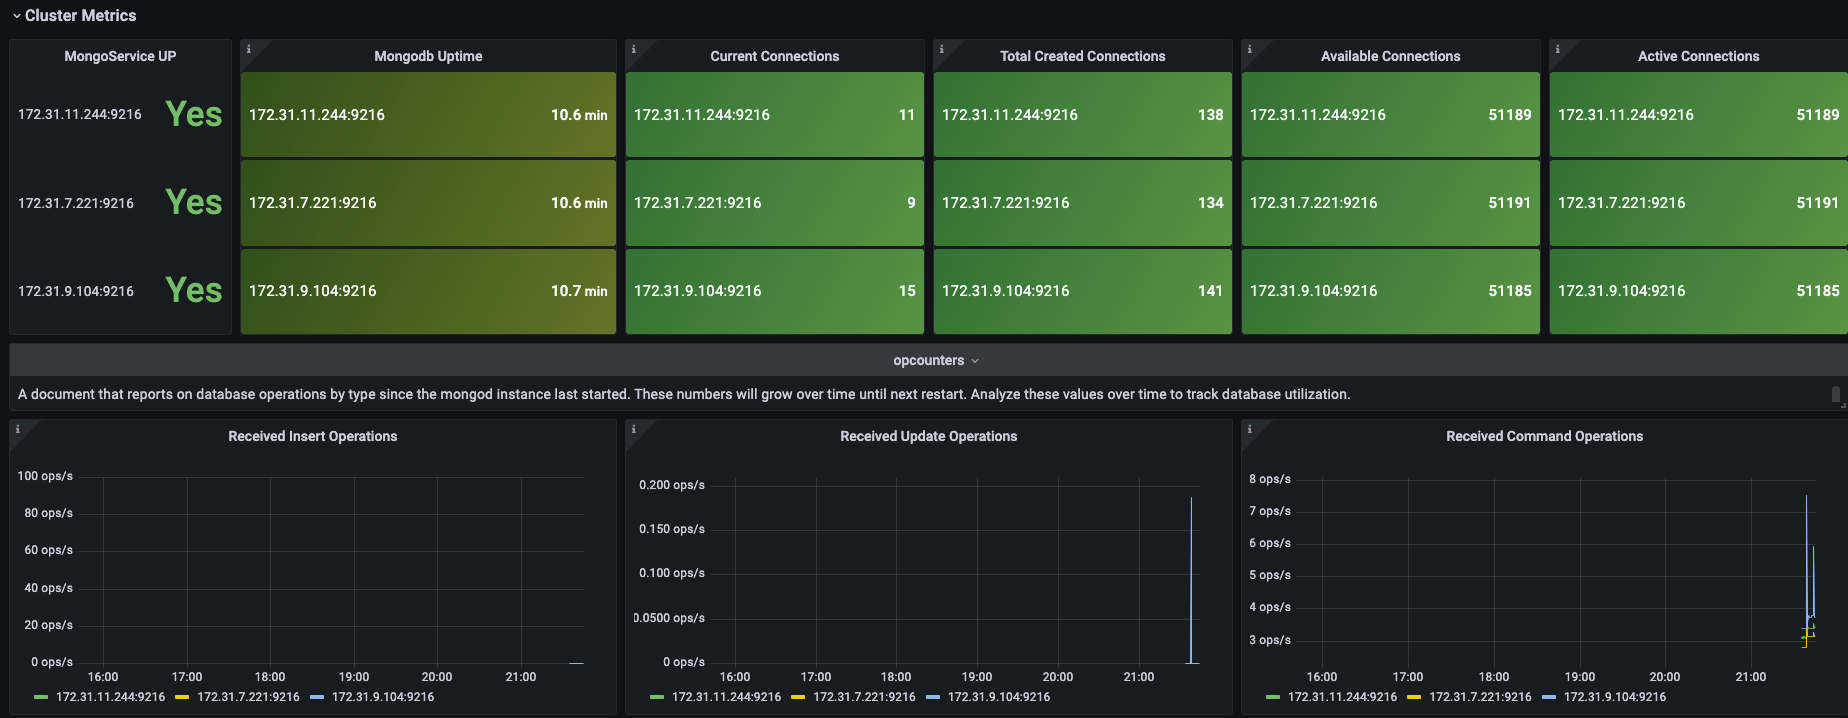 Cluster Metrics
MongoService UP
172.31.11.244:9216 Yes
172.31.7.221:9216 Yes
172.31.9.104:9216 Yes
i
Mongodb Uptime
172.31.11.244:9216 10.6 min
172.31.7.221:9216 10.6 min
172.31.9.104:9216 10.7 min
i
Current Connections
172.31.11.244:9216 11
172.31.7.221:9216 9
172.31.9.104:9216 15
i
Total Created Connections
172.31.11.244:9216 138
172.31.7.221:9216 134
172.31.9.104:9216 141
i
Available Connections
172.31.11.244:9216 51189
172.31.7.221:9216 51191
172.31.9.104:9216 51185
i
Active Connections
172.31.11.244:9216 51189
172.31.7.221:9216 51191
172.31.9.104:9216 51185
opcounters
A document that reports on database operations by type since the mongod instance last started. These numbers will grow over time until next restart. Analyze these values over time to track database utilization.
i
Received Insert Operations
100 ops/s
80 ops/s
60 ops/s
40 ops/s
20 ops/s
0 ops/s
16:00 17:00 18:00 19:00 20:00 21:00
172.31.11.244:9216 172.31.7.221:9216 172.31.9.104:9216
i
Received Update Operations
0.200 ops/s
0.150 ops/s
0.100 ops/s
0.0500 ops/s
0 ops/s
16:00 17:00 18:00 19:00 20:00 21:00
172.31.11.244:9216 172.31.7.221:9216 172.31.9.104:9216
i
Received Command Operations
8 ops/s
7 ops/s
6 ops/s
5 ops/s
4 ops/s
3 ops/s
16:00 17:00 18:00 19:00 20:00 21:00
172.31.11.244:9216 172.31.7.221:9216 172.31.9.104:9216